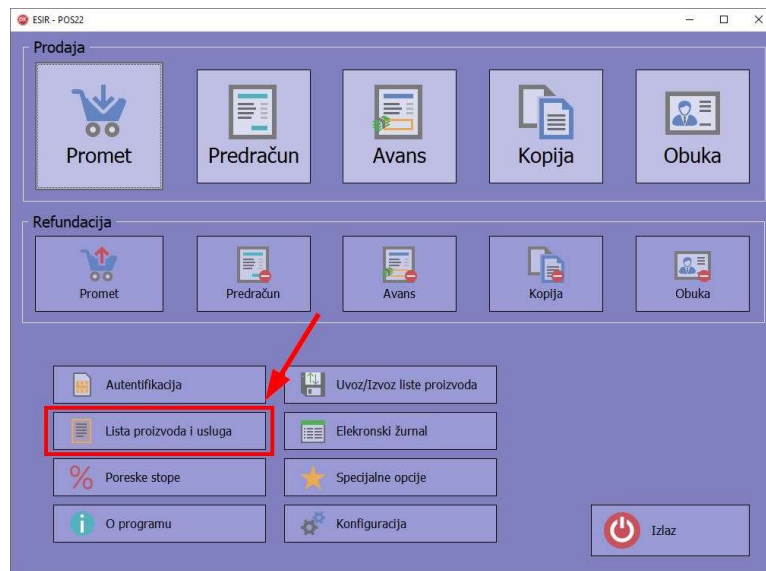 ESIR - POS22
Prodaja
Promet
Predračun
Avans
Kopija
Obuka
Refundacija
Promet
Predračun
Avans
Kopija
Obuka
Autentifikacija
Uvoz/Izvoz liste proizvoda
Lista proizvoda i usluga
Elekronski žurnal
Poreske stope
Specijalne opcije
O programu
Konfiguracija
Izlaz